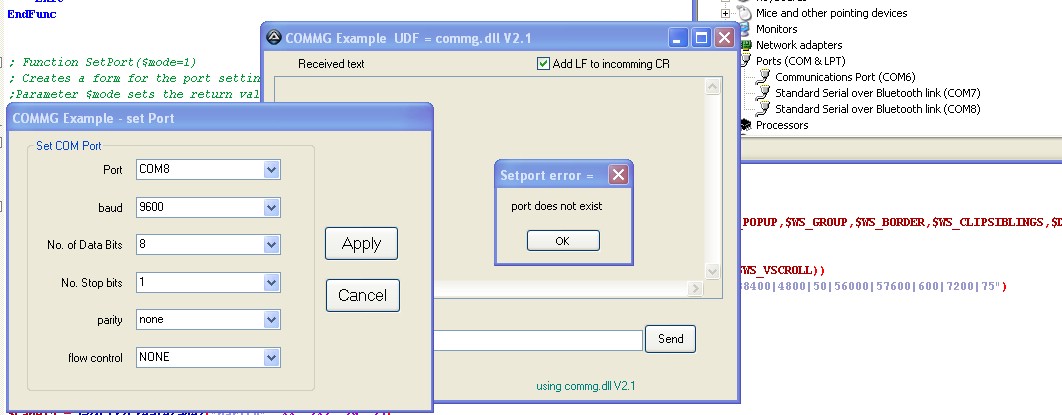 EndFunc
; Function SetPort($mode=1)
; Creates a form for the port settin
;Parameter $mode sets the return val
COMMG Example UDF = commg.dll V2.1
Received text
Add LF to incomming CR
Setport error =
port does not exist
OK
Send
using commg.dll V2.1
COMMG Example - set Port
Set COM Port
Port COM8
baud 9600
No. of Data Bits 8
No. Stop bits 1
parity none
flow control NONE
Apply
Cancel
Mice and other pointing devices
Monitors
Network adapters
Ports (COM & LPT)
Communications Port (COM6)
Standard Serial over Bluetooth link (COM7)
Standard Serial over Bluetooth link (COM8)
Processors
_POPUP,$WS_GROUP,$WS_BORDER,$WS_CLIPSIBLINGS,$D
WS_VSCROLL))
38400|4800|50|56000|57600|600|7200|75")